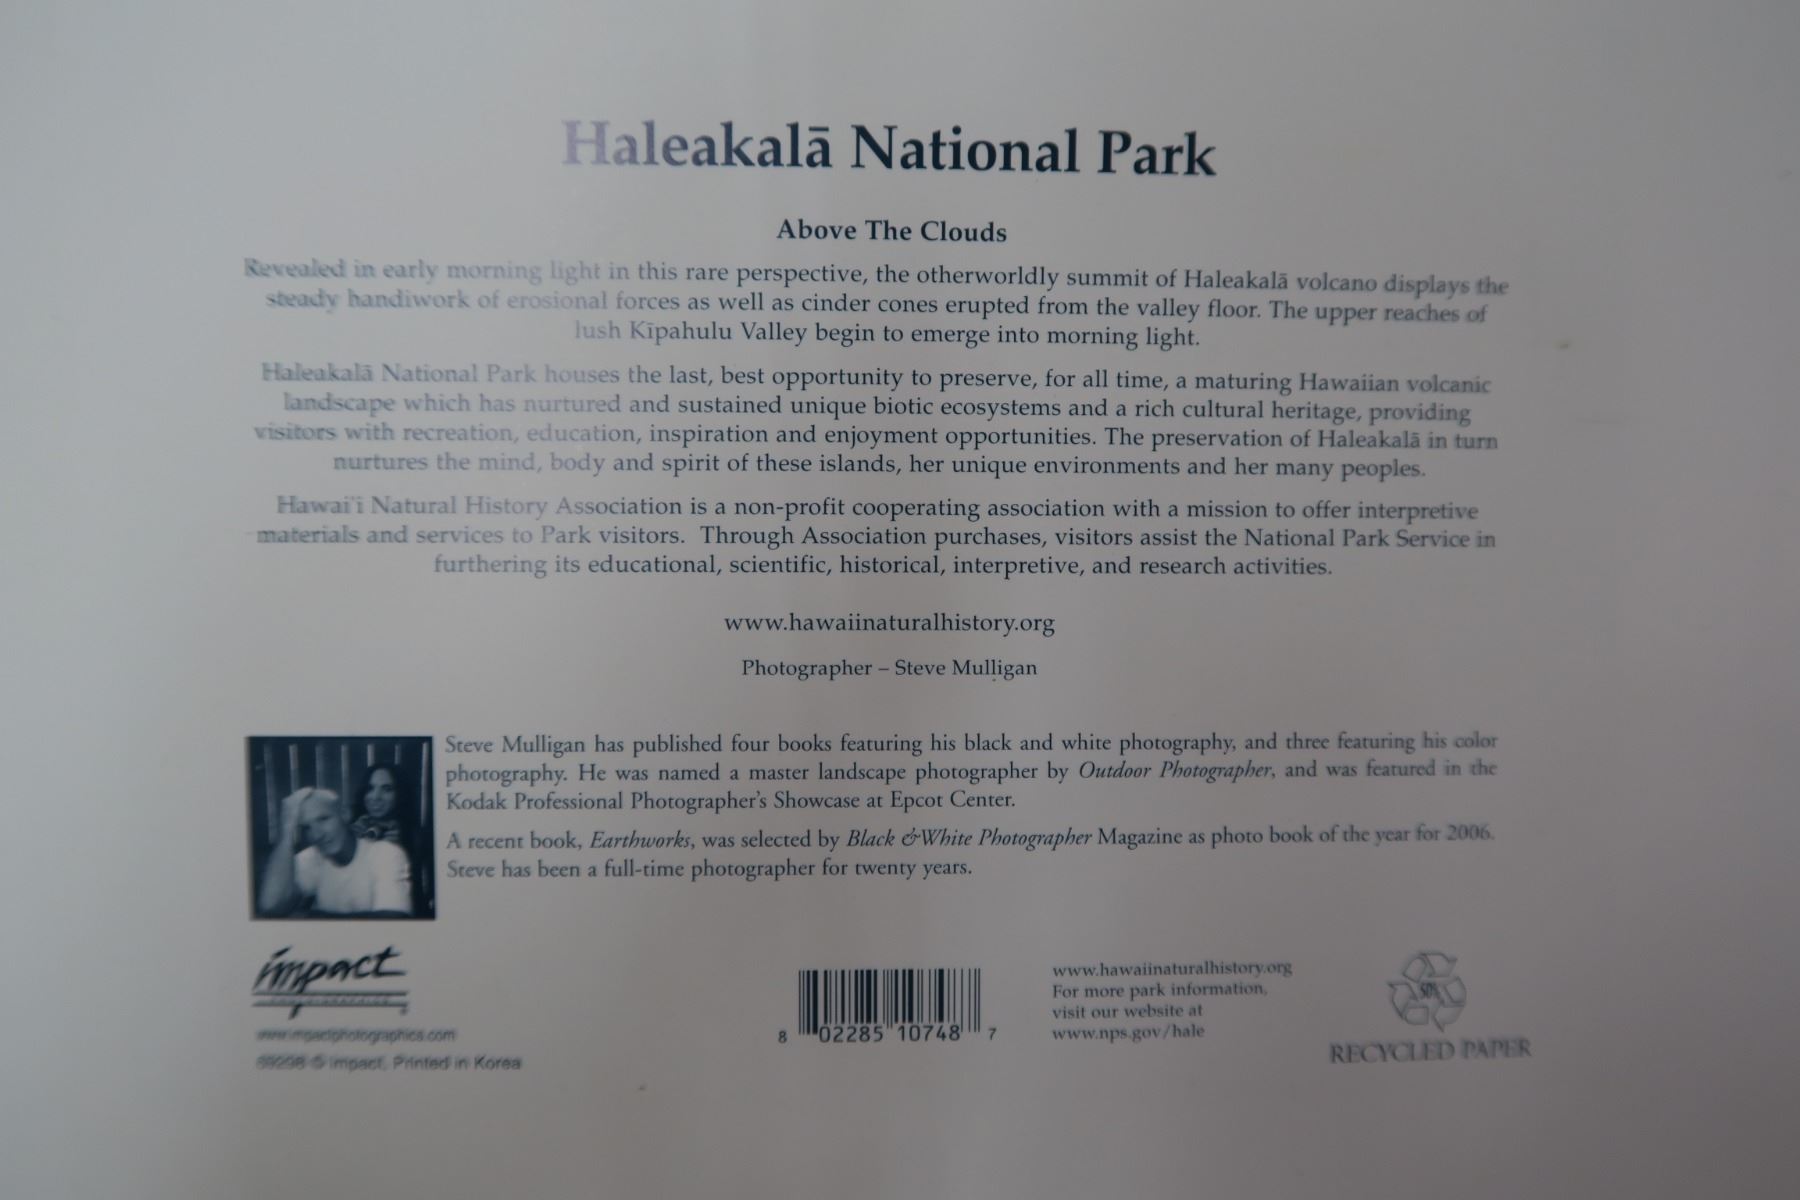 Haleakalā National Park
Above The Clouds
Revealed in early morning light in this rare perspective, the otherworldly summit of Haleakalā volcano displays the
steady handiwork of erosional forces as well as cinder cones erupted from the valley floor. The upper reaches of
lush Kīpahulu Valley begin to emerge into morning light.
Haleakalā National Park houses the last, best opportunity to preserve, for all time, a maturing Hawaiian volcanic
landscape which has nurtured and sustained unique biotic ecosystems and a rich cultural heritage, providing
visitors with recreation, education, inspiration and enjoyment opportunities. The preservation of Haleakalā in turn
nurtures the mind, body and spirit of these islands, her unique environments and her many peoples.
Hawai'i Natural History Association is a non-profit cooperating association with a mission to offer interpretive
materials and services to Park visitors. Through Association purchases, visitors assist the National Park Service in
furthering its educational, scientific, historical, interpretive, and research activities.
www.hawaiinaturalhistory.org
Photographer – Steve Mulligan
Steve Mulligan has published four books featuring his black and white photography, and three featuring his color
photography. He was named a master landscape photographer by Outdoor Photographer, and was featured in the
Kodak Professional Photographer's Showcase at Epcot Center.
A recent book, Earthworks, was selected by Black & White Photographer Magazine as photo book of the year for 2006.
Steve has been a full-time photographer for twenty years.
impact
PHOTOGRAPHICS
www.impactphotographics.com
© Impact, Printed in Korea
8 02285 10748 7
www.hawaiinaturalhistory.org
For more park information,
visit our website at
www.nps.gov/hale
50%
RECYCLED PAPER